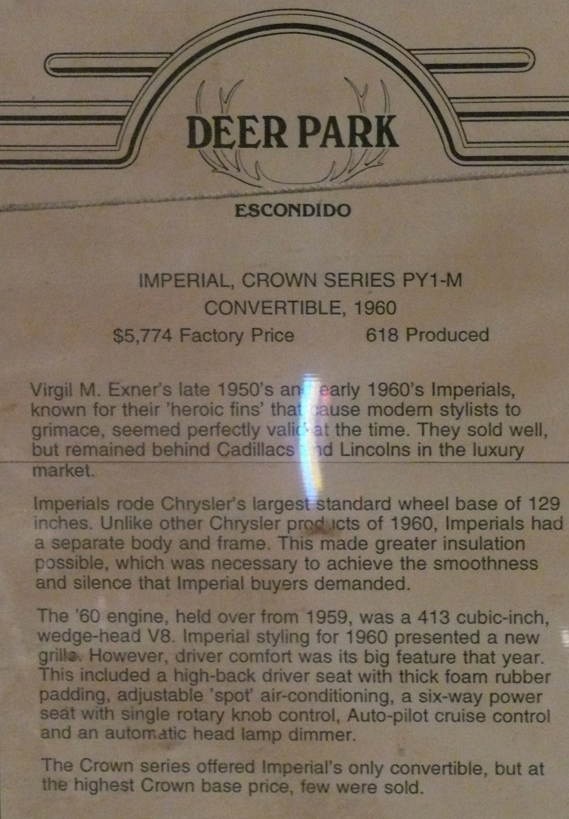 DEER PARK
ESCONDIDO
IMPERIAL, CROWN SERIES PY1-M
CONVERTIBLE, 1960
$5,774 Factory Price 618 Produced
Virgil M. Exner's late 1950's and early 1960's Imperials,
known for their 'heroic fins' that cause modern stylists to
grimace, seemed perfectly valid at the time. They sold well,
but remained behind Cadillacs and Lincolns in the luxury
market.
Imperials rode Chrysler's largest standard wheel base of 129
inches. Unlike other Chrysler products of 1960, Imperials had
a separate body and frame. This made greater insulation
possible, which was necessary to achieve the smoothness
and silence that Imperial buyers demanded.
The '60 engine, held over from 1959, was a 413 cubic-inch,
wedge-head V8. Imperial styling for 1960 presented a new
grille. However, driver comfort was its big feature that year.
This included a high-back driver seat with thick foam rubber
padding, adjustable 'spot' air-conditioning, a six-way power
seat with single rotary knob control, Auto-pilot cruise control
and an automatic head lamp dimmer.
The Crown series offered Imperial's only convertible, but at
the highest Crown base price, few were sold.